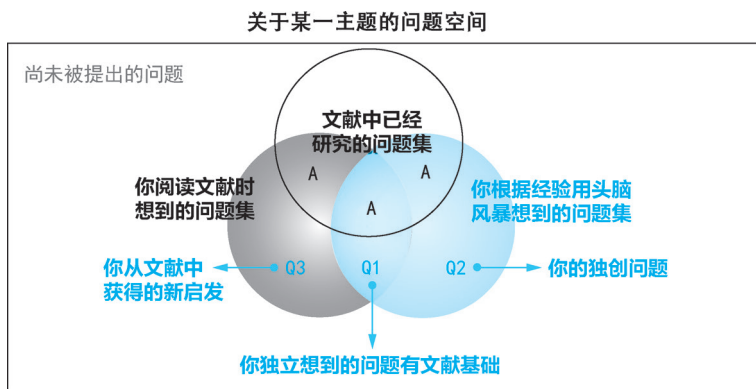 关于某一主题的问题空间
尚未被提出的问题
文献中已经
研究的问题集
A
A
A
你阅读文献时
想到的问题集
你根据经验用头脑
风暴想到的问题集
你从文献中
获得的新启发
Q3
Q1
Q2
你的独创问题
你独立想到的问题有文献基础